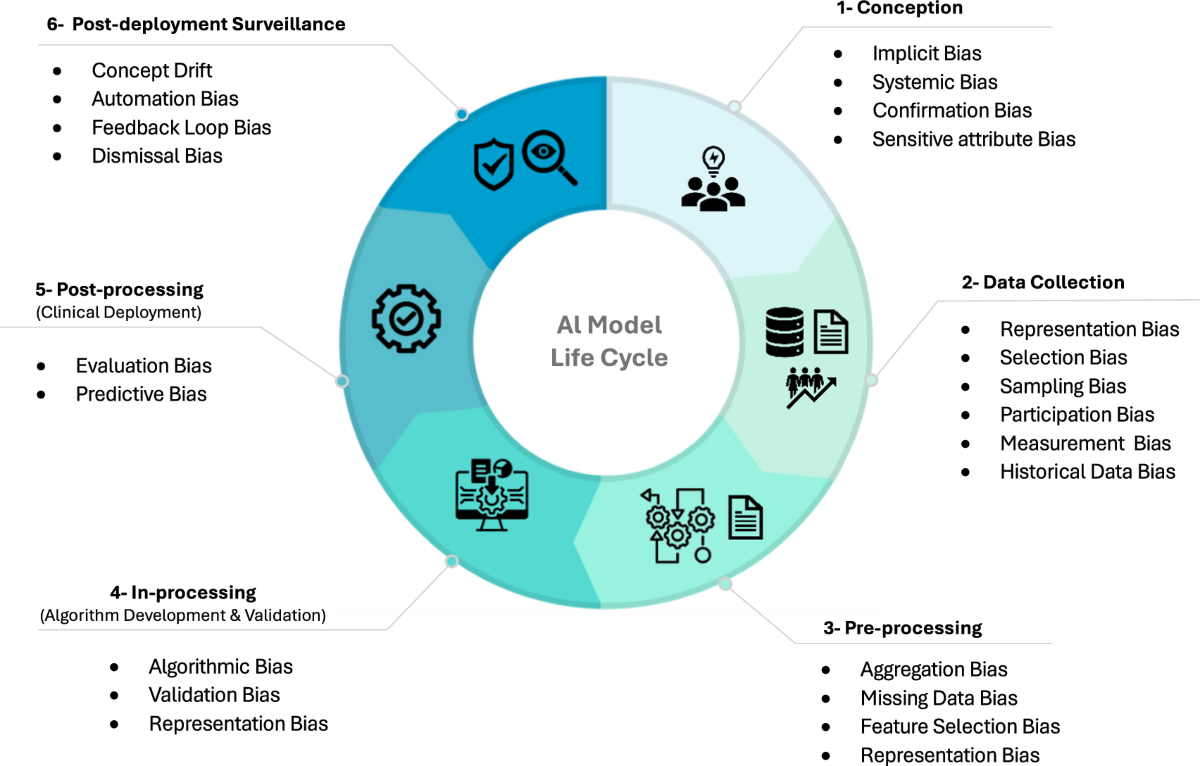 6- Post-deployment Surveillance
• Concept Drift
• Automation Bias
• Feedback Loop Bias
• Dismissal Bias
1- Conception
• Implicit Bias
• Systemic Bias
• Confirmation Bias
• Sensitive attribute Bias
AI Model
Life Cycle
5- Post-processing
(Clinical Deployment)
• Evaluation Bias
• Predictive Bias
2- Data Collection
• Representation Bias
• Selection Bias
• Sampling Bias
• Participation Bias
• Measurement Bias
• Historical Data Bias
4- In-processing
(Algorithm Development & Validation)
• Algorithmic Bias
• Validation Bias
• Representation Bias
3- Pre-processing
• Aggregation Bias
• Missing Data Bias
• Feature Selection Bias
• Representation Bias